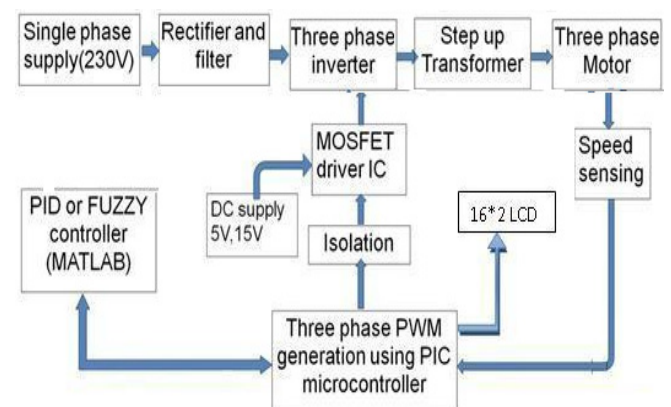 Single phase
supply(230V)
Rectifier and
filter
Three phase
inverter
Step up
Transformer
Three phase
Motor
MOSFET
driver IC
Speed
sensing
PID or FUZZY
controller
(MATLAB)
DC supply
5V,15V
16*2 LCD
Isolation
Three phase PWM
generation using PIC
microcontroller